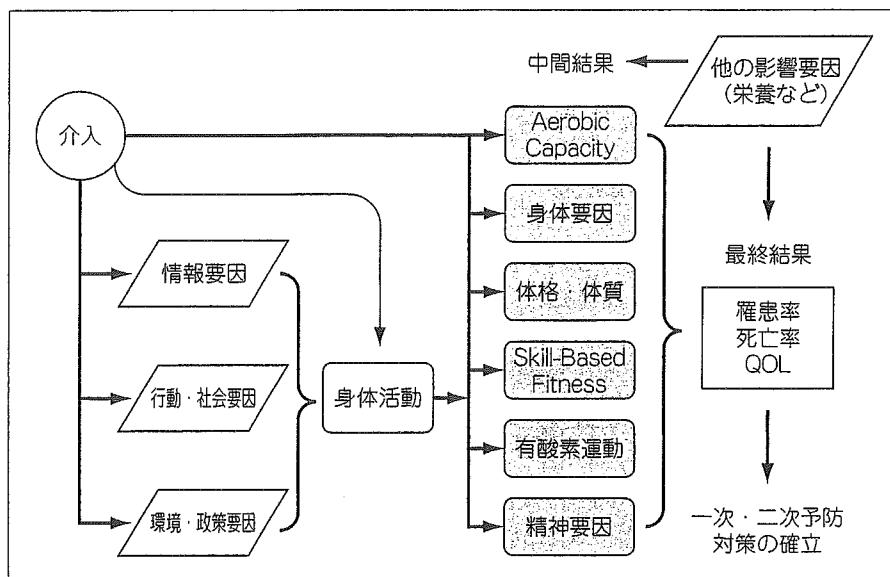 中間結果
他の影響要因
(栄養など)
介入
Aerobic
Capacity
身体要因
情報要因
体格・体質
最終結果
罹患率
死亡率
QOL
行動・社会要因
身体活動
Skill-Based
Fitness
有酸素運動
環境・政策要因
精神要因
一次・二次予防
対策の確立